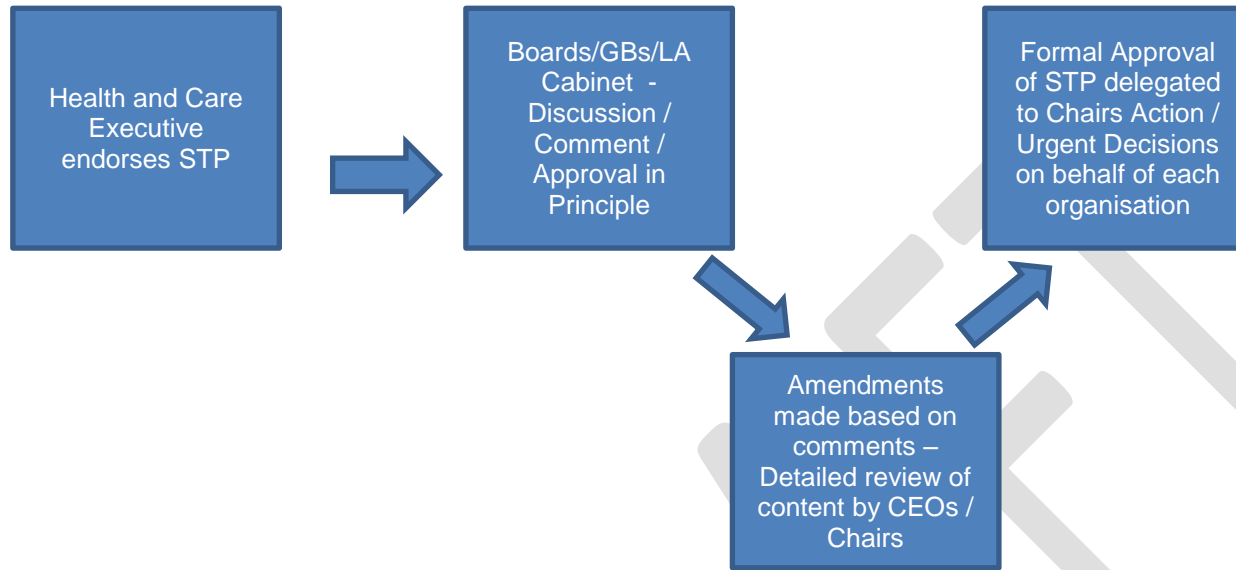 Health and Care
Executive
endorses STP
Boards/GBs/LA
Cabinet -
Discussion /
Comment /
Approval in
Principle
Amendments
made based on
comments –
Detailed review of
content by CEOs /
Chairs
Formal Approval
of STP delegated
to Chairs Action /
Urgent Decisions
on behalf of each
organisation